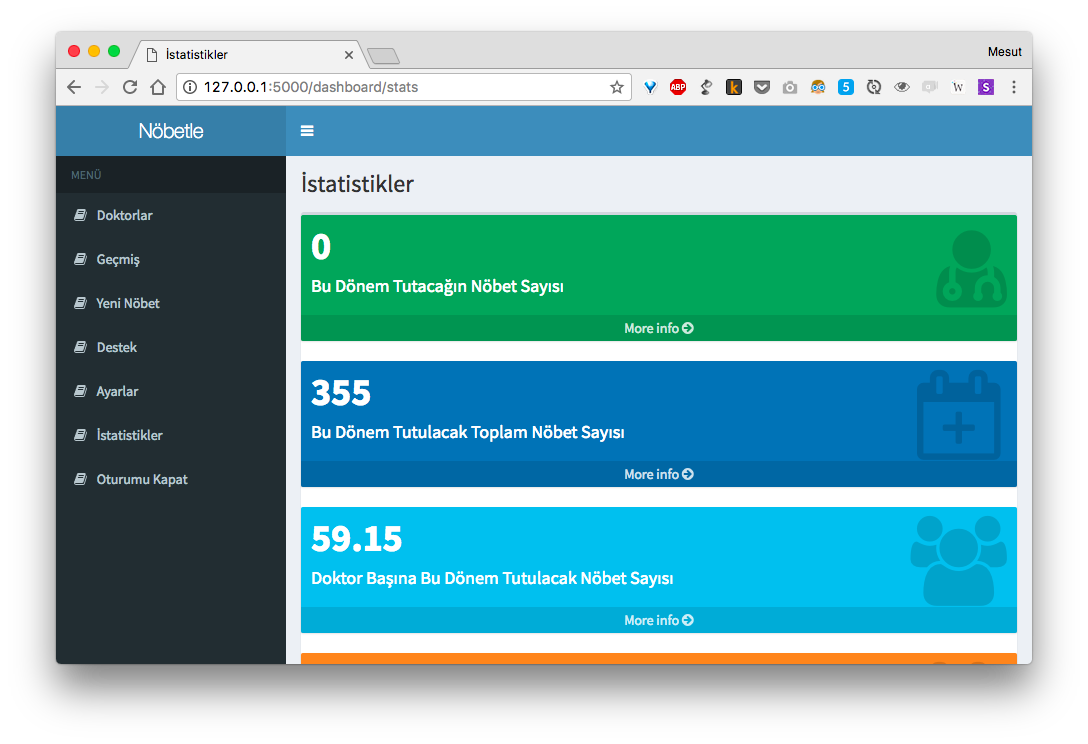 İstatistikler
Mesut
127.0.0.1:5000/dashboard/stats
ABP
k
5
W
S
Nöbetle
MENÜ
Doktorlar
Geçmiş
Yeni Nöbet
Destek
Ayarlar
İstatistikler
Oturumu Kapat
İstatistikler
0
Bu Dönem Tutacağın Nöbet Sayısı
More info
355
Bu Dönem Tutulacak Toplam Nöbet Sayısı
More info
59.15
Doktor Başına Bu Dönem Tutulacak Nöbet Sayısı
More info